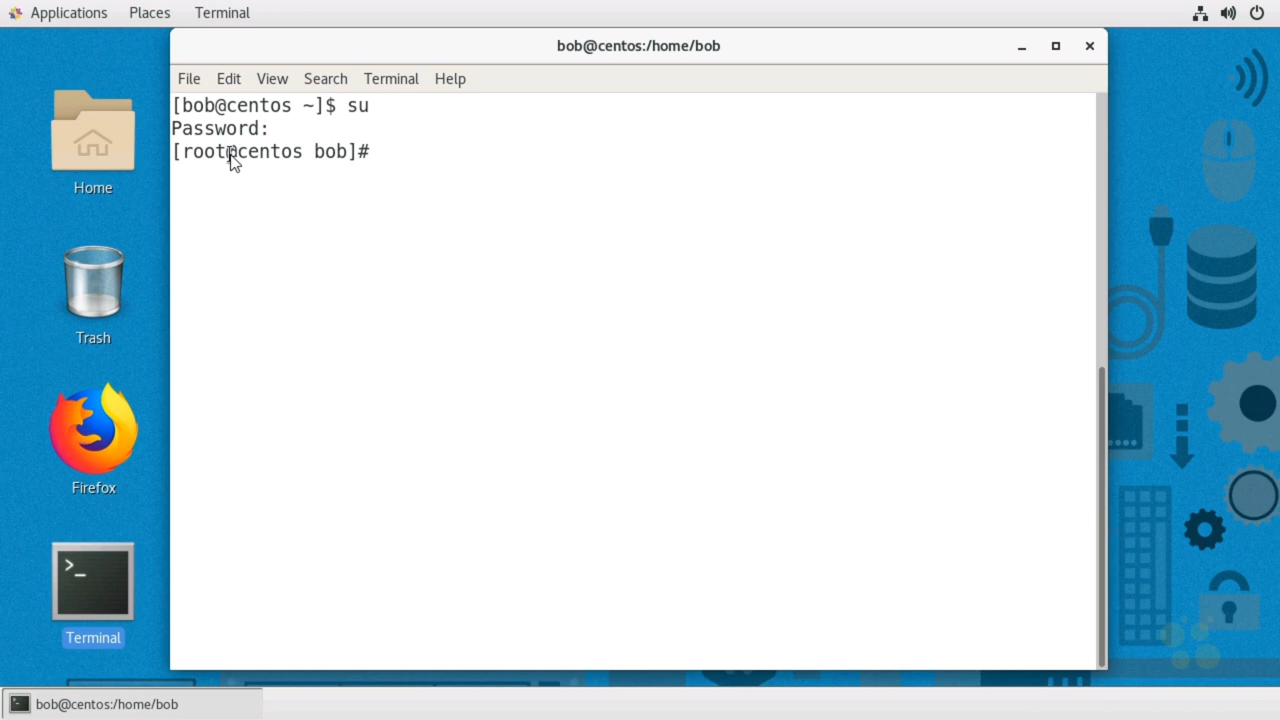 Applications Places Terminal
bob@centos:/home/bob
File Edit View Search Terminal Help
[bob@centos ~]$ su
Password:
[root@centos bob]#
Home
Trash
Firefox
>_
Terminal
bob@centos:/home/bob